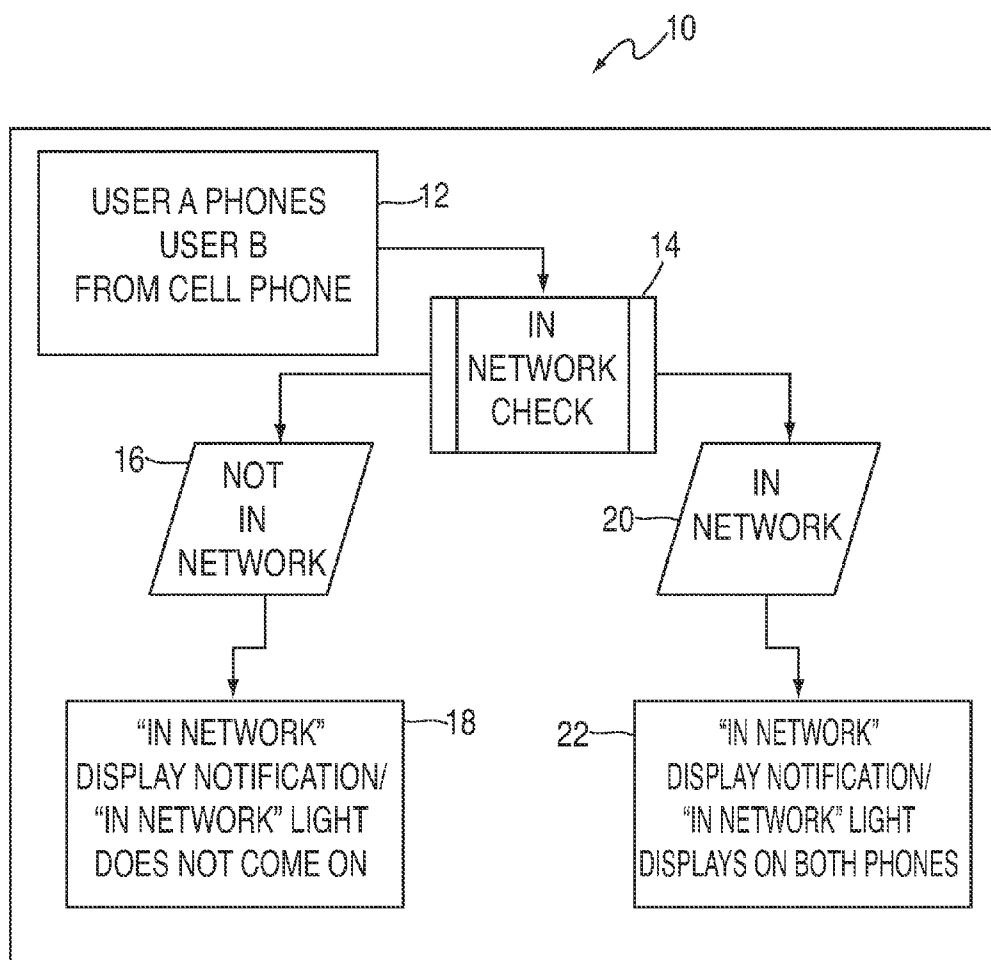 10
USER A PHONES
USER B
FROM CELL PHONE
12
14
IN
NETWORK
CHECK
16
NOT
IN
NETWORK
20
IN
NETWORK
"IN NETWORK"
DISPLAY NOTIFICATION/
"IN NETWORK" LIGHT
DOES NOT COME ON
18
22
"IN NETWORK"
DISPLAY NOTIFICATION/
"IN NETWORK" LIGHT
DISPLAYS ON BOTH PHONES